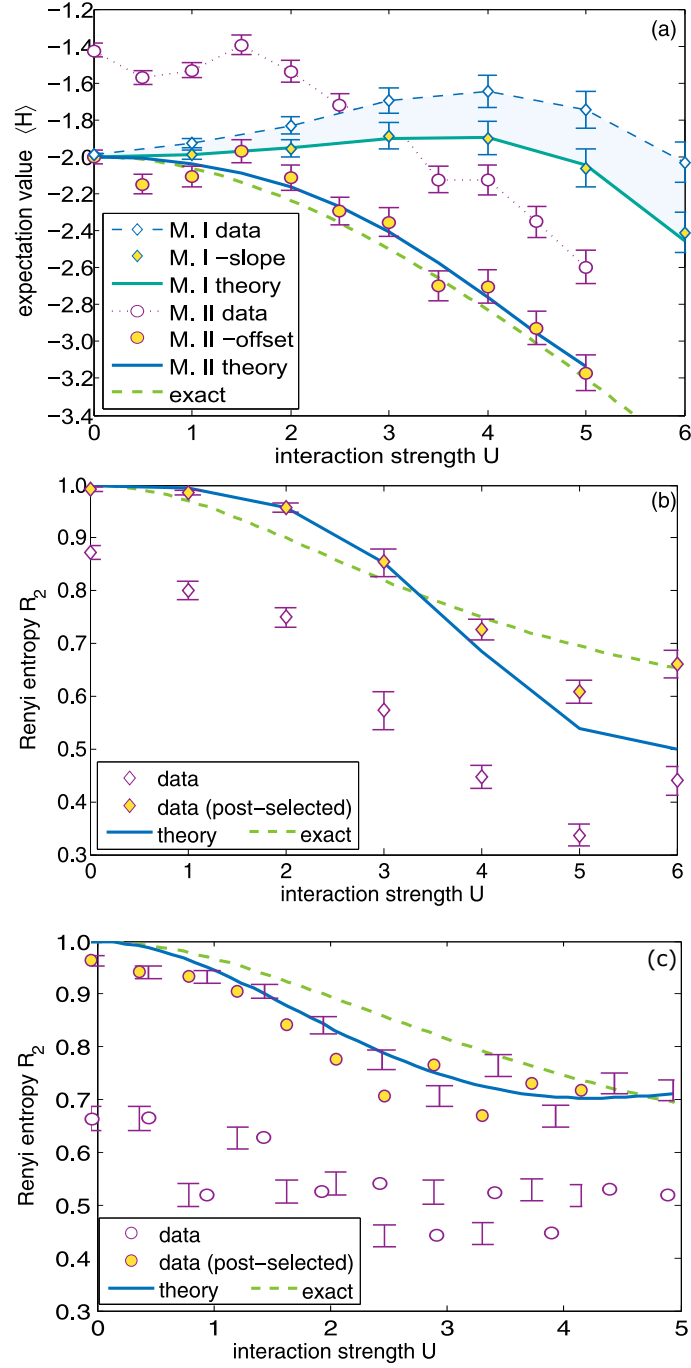 (a)
-1.2
-1.4
-1.6
-1.8
-2.0
-2.2
-2.4
-2.6
-2.8
-3.0
-3.2
-3.4
expectation value ⟨H⟩
M. I data
M. I −slope
M. I theory
M. II data
M. II −offset
M. II theory
exact
0 1 2 3 4 5 6
interaction strength U
(b)
1.0
0.9
0.8
0.7
0.6
0.5
0.4
0.3
Renyi entropy R₂
data
data (post−selected)
theory exact
0 1 2 3 4 5 6
interaction strength U
(c)
1.0
0.9
0.8
0.7
0.6
0.5
0.4
0.3
Renyi entropy R₂
data
data (post−selected)
theory exact
0 1 2 3 4 5
interaction strength U